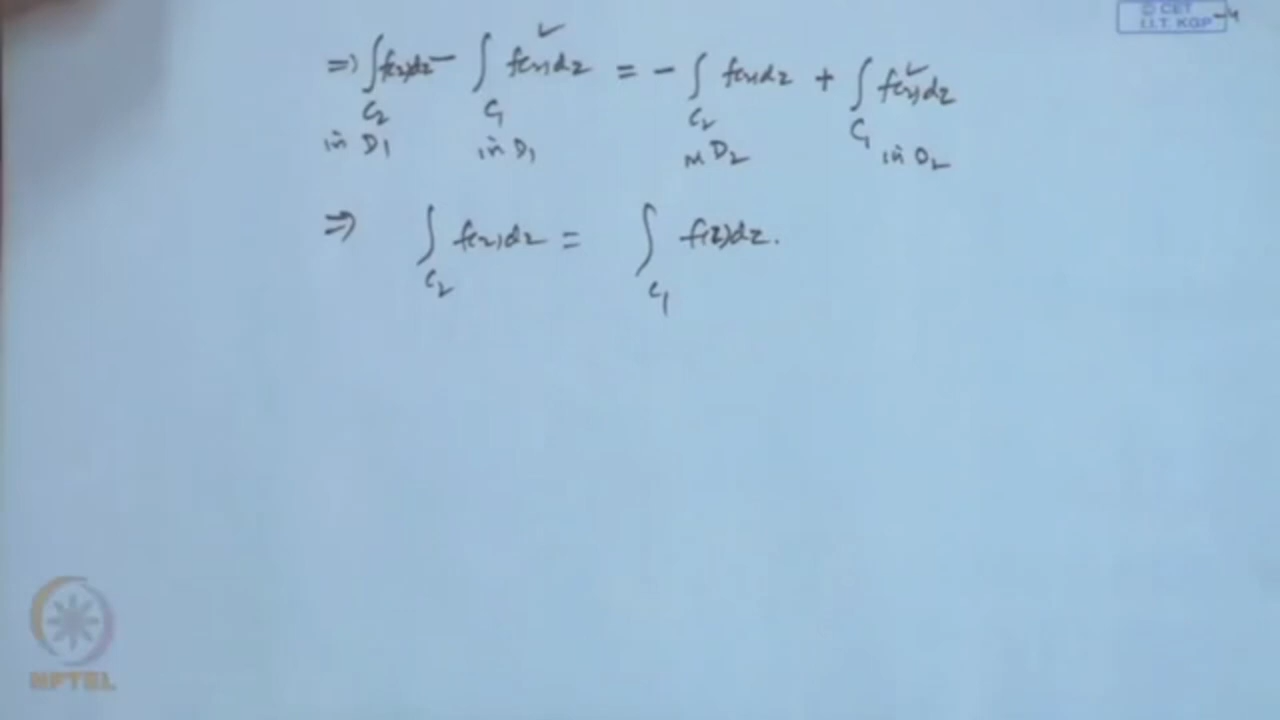 © CET
I.I.T. KGP
⇒ ∫ f(z)dz − ∫ f(z)dz = − ∫ f(z)dz + ∫ f(z)dz
C₂ C₁ C₂ C₁
in D₁ in D₁ in D₂ in D₂
⇒ ∫ f(z)dz = ∫ f(z)dz.
C₂ C₁
NPTEL